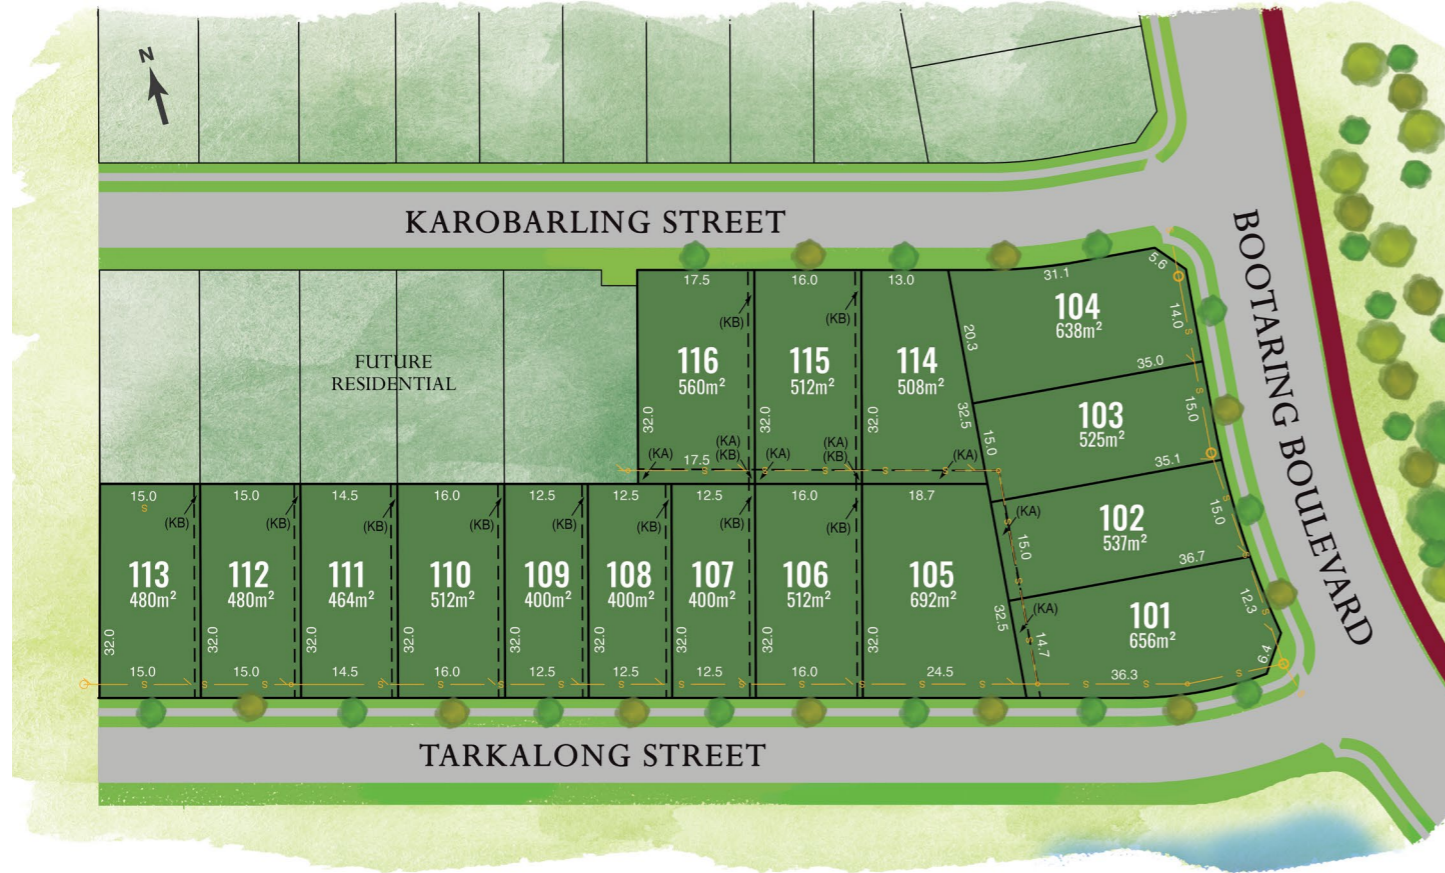 N
KAROBARLING STREET
BOOTARING BOULEVARD
17.5
16.0
13.0
31.1
5.6
(KB)
(KB)
104
638m²
14.0
20.3
35.0
FUTURE
RESIDENTIAL
116
560m²
115
512m²
114
508m²
32.0
32.0
32.0
32.5
15.0
103
525m²
15.0
35.1
(KA)
17.5
(KA)
(KB)
(KA)
(KA)
(KB)
(KA)
s
s
s
s
s
15.0
s
15.0
14.5
16.0
12.5
12.5
12.5
16.0
18.7
(KB)
(KB)
(KB)
(KB)
(KB)
(KB)
(KB)
(KB)
(KA)
15.0
102
537m²
15.0
36.7
113
480m²
112
480m²
111
464m²
110
512m²
109
400m²
108
400m²
107
400m²
106
512m²
105
692m²
32.0
32.0
32.0
32.0
32.0
32.0
32.0
32.0
32.0
32.5
(KA)
14.7
101
656m²
12.3
6.4
15.0
15.0
14.5
16.0
12.5
12.5
12.5
16.0
24.5
36.3
s
s
s
s
s
s
s
s
s
s
s
s
TARKALONG STREET